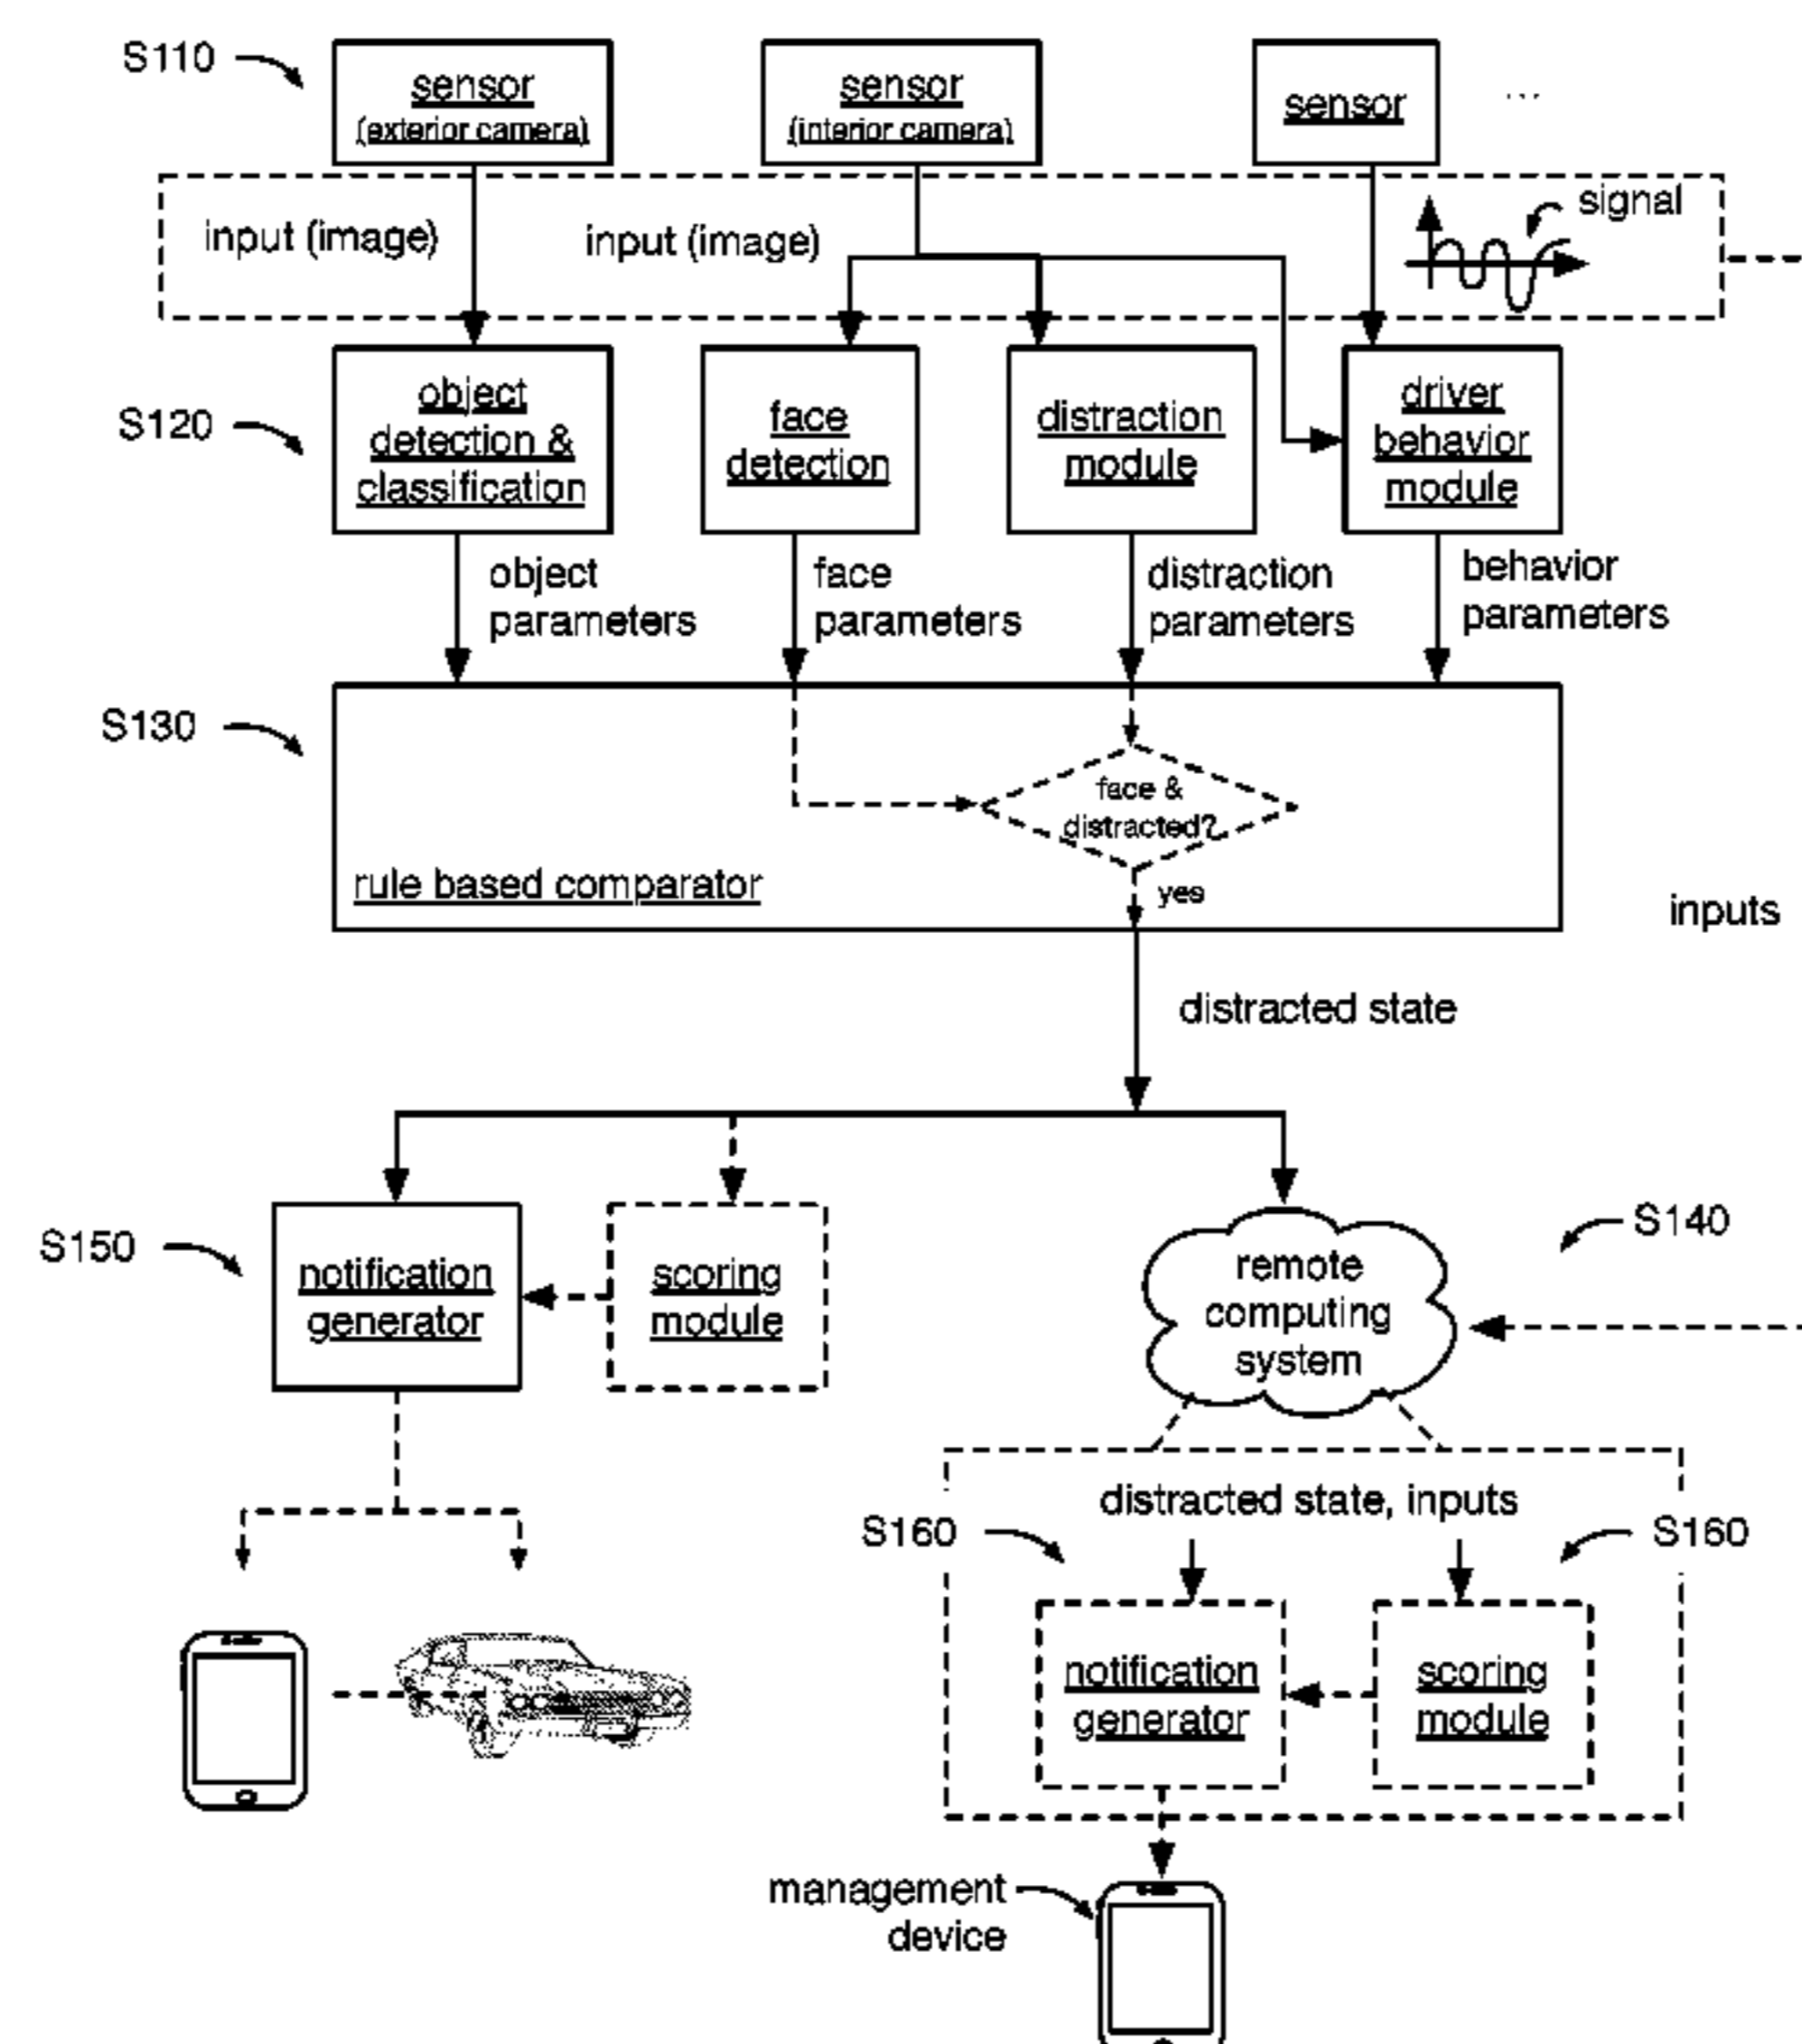 S110
sensor
(exterior camera)
sensor
(interior camera)
sensor
...
input (image)
input (image)
signal
S120
object
detection &
classification
face
detection
distraction
module
driver
behavior
module
object
parameters
face
parameters
distraction
parameters
behavior
parameters
S130
face &
distracted?
rule based comparator
yes
inputs
distracted state
S150
notification
generator
scoring
module
remote
computing
system
S140
distracted state, inputs
S160
S160
notification
generator
scoring
module
management
device